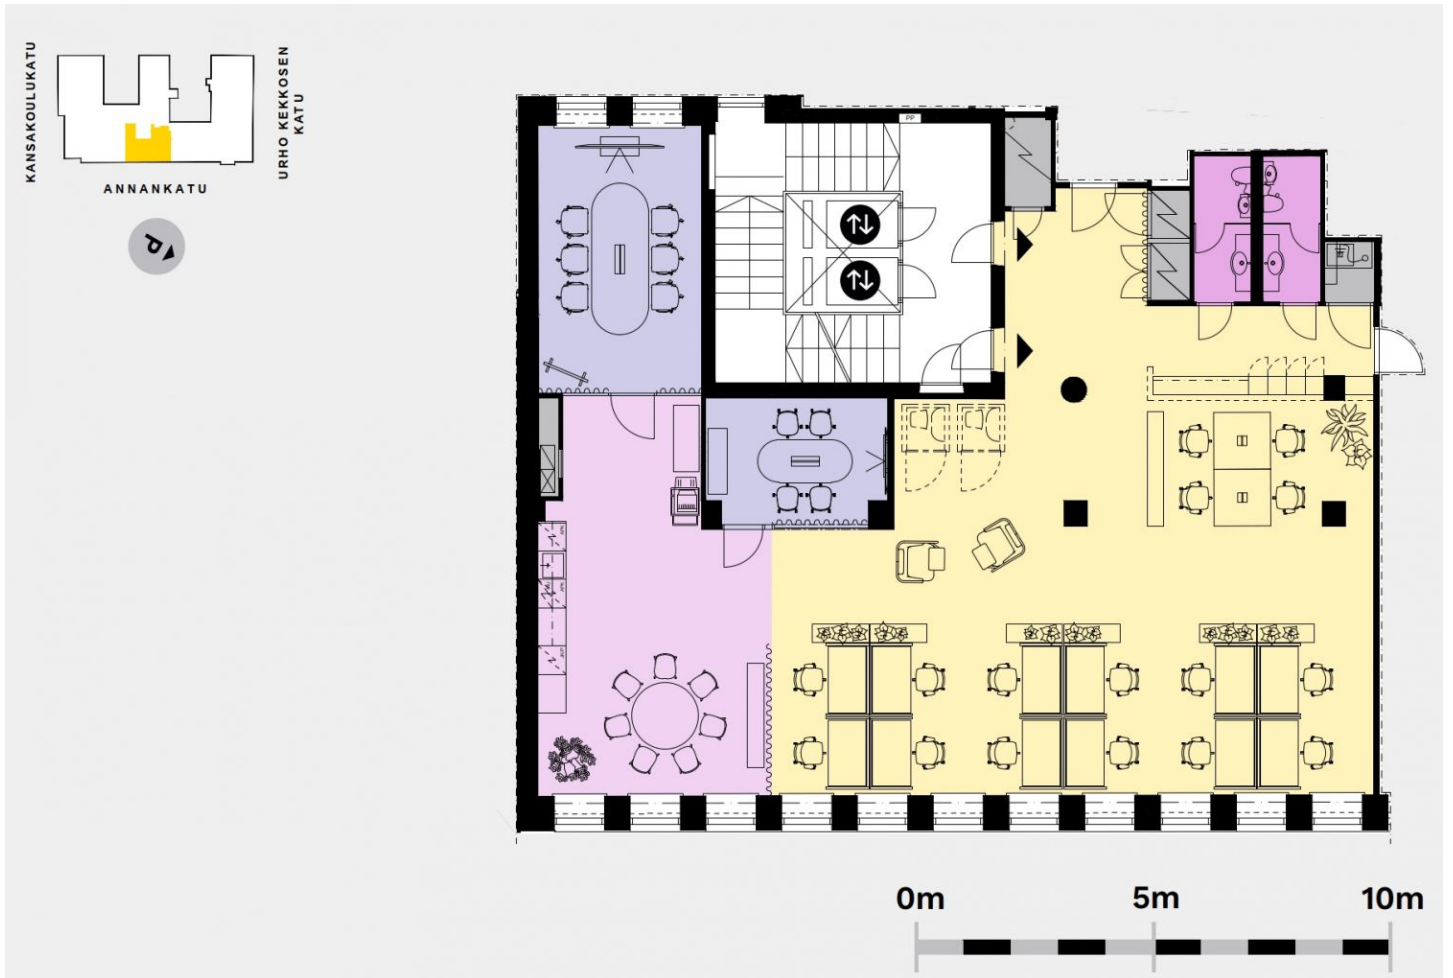 KANSAKOULUKATU
URHO KEKKOSEN
KATU
ANNANKATU
P
PP
0m
5m
10m